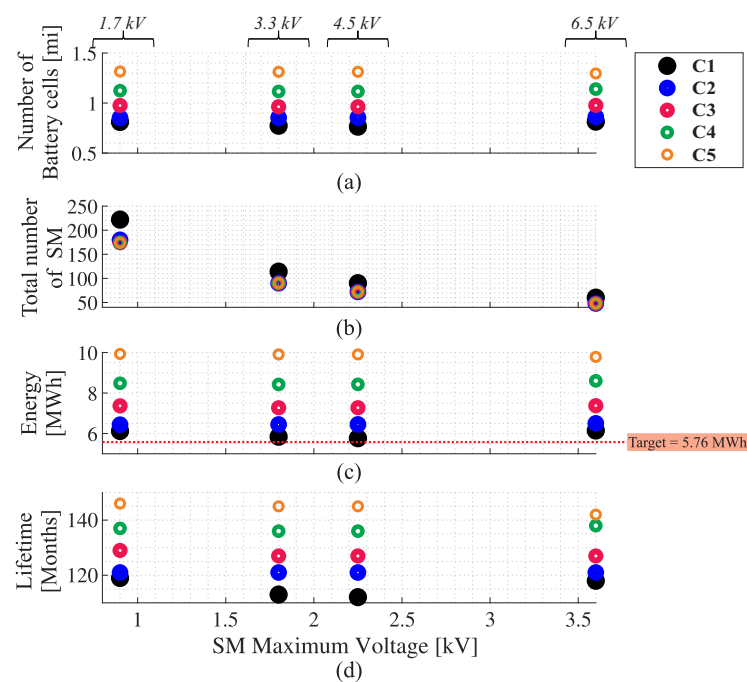 1.7 kV
3.3 kV
4.5 kV
6.5 kV
Number of
Battery cells [mi]
1.5
1
0.5
C1
C2
C3
C4
C5
(a)
Total number
of SM
250
200
150
100
50
(b)
Energy
[MWh]
10
8
6
Target = 5.76 MWh
(c)
Lifetime
[Months]
140
120
1
1.5
2
2.5
3
3.5
SM Maximum Voltage [kV]
(d)